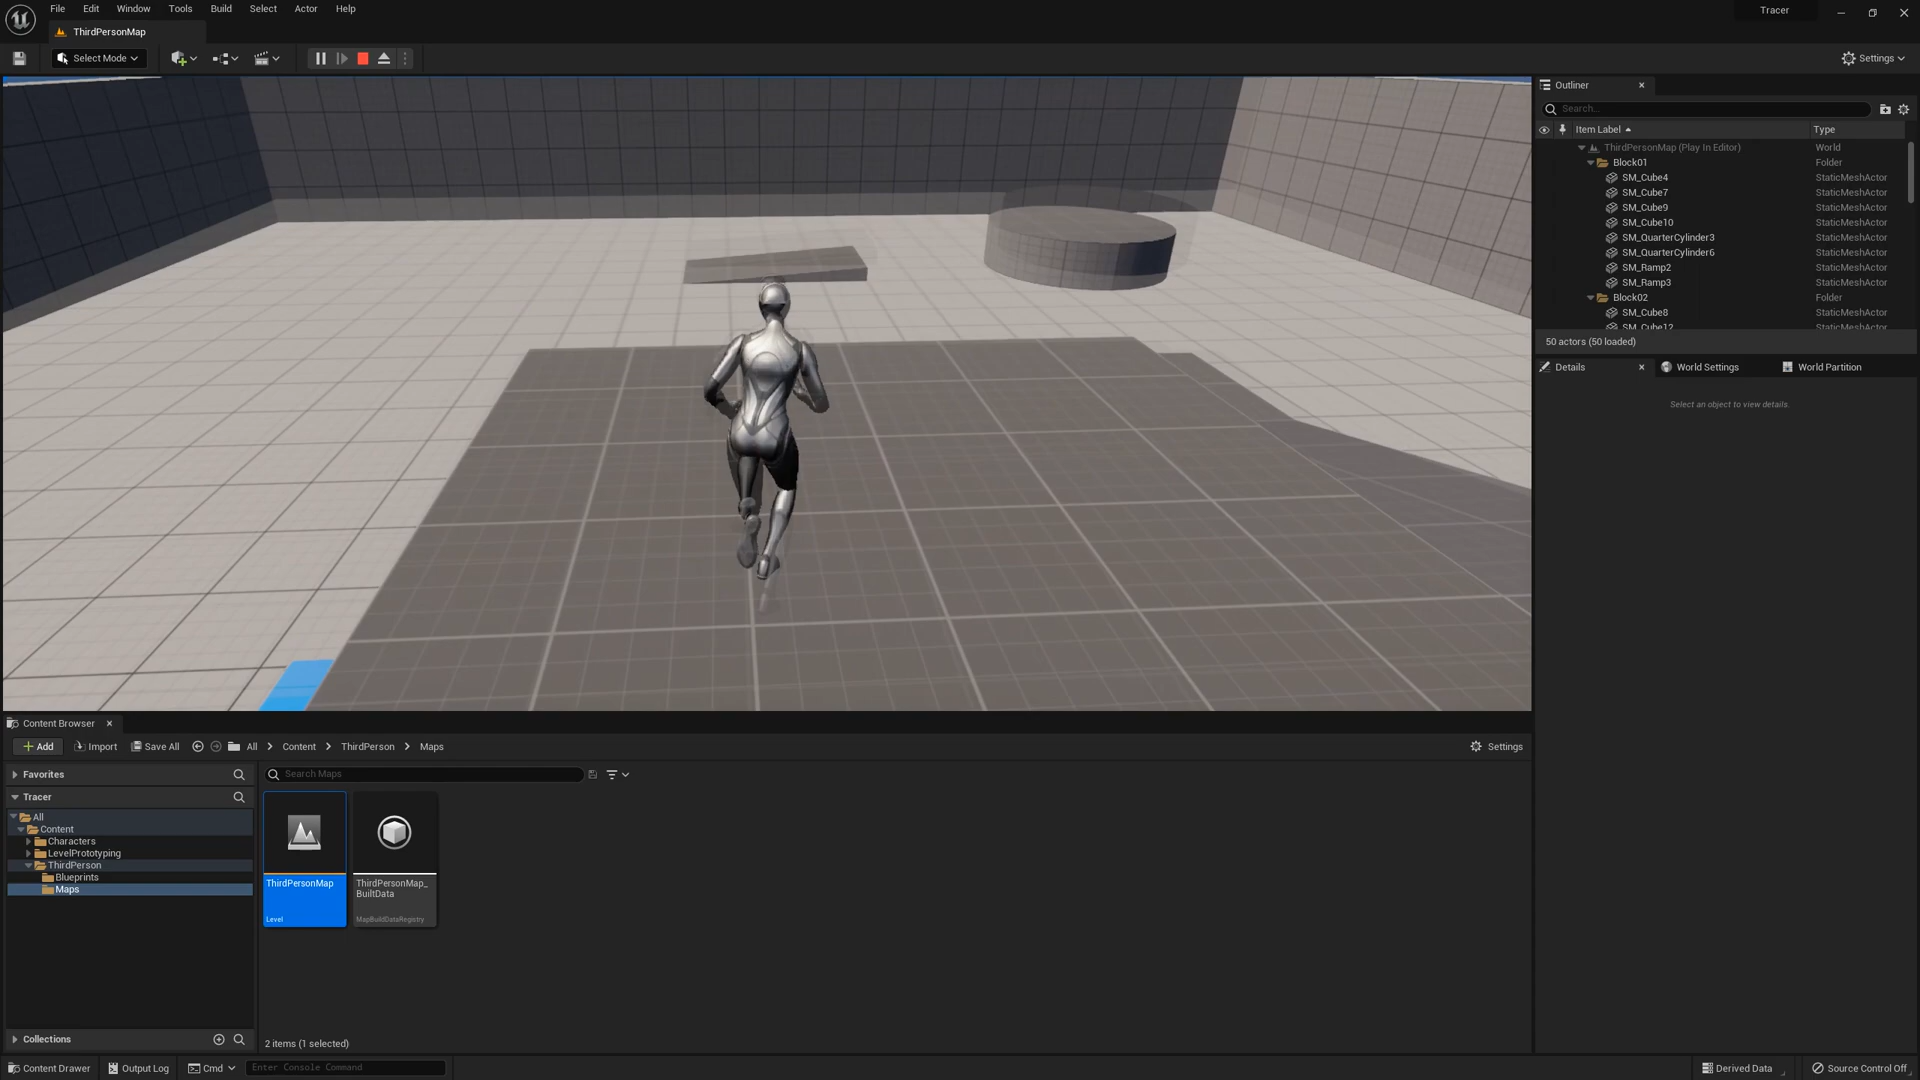 File Edit Window Tools Build Select Actor Help
Tracer
ThirdPersonMap
Select Mode
Settings
Outliner
Search...
Item Label Type
ThirdPersonMap (Play In Editor) World
Block01 Folder
SM_Cube4 StaticMeshActor
SM_Cube7 StaticMeshActor
SM_Cube9 StaticMeshActor
SM_Cube10 StaticMeshActor
SM_QuarterCylinder3 StaticMeshActor
SM_QuarterCylinder6 StaticMeshActor
SM_Ramp2 StaticMeshActor
SM_Ramp3 StaticMeshActor
Block02 Folder
SM_Cube8 StaticMeshActor
SM_Cube12 StaticMeshActor
50 actors (50 loaded)
Details World Settings World Partition
Select an object to view details.
Content Browser
Add Import Save All All Content ThirdPerson Maps Settings
Favorites
Search Maps
Tracer
All
Content
Characters
LevelPrototyping
ThirdPerson
Blueprints
Maps
ThirdPersonMap
Level
ThirdPersonMap_
BuiltData
MapBuildDataRegistry
Collections
2 items (1 selected)
Content Drawer Output Log Cmd Enter Console Command Derived Data Source Control Off